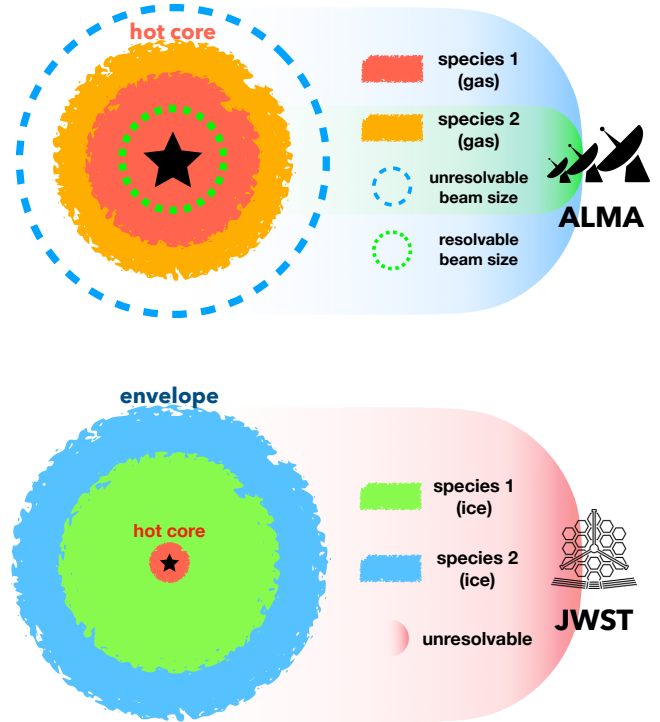 hot core
species 1
(gas)
species 2
(gas)
unresolvable
beam size
resolvable
beam size
ALMA
envelope
hot core
species 1
(ice)
species 2
(ice)
unresolvable
JWST